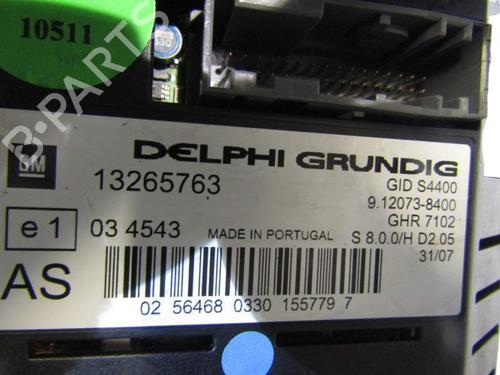 10511
B-PARTS
GM
DELPHI GRUNDIG
13265763
GID S4400
9.12073-8400
GHR 7102
e 1
03 4543
MADE IN PORTUGAL
S 8.0.0/H D2.05
31/07
AS
02 56468 0330 155779 7